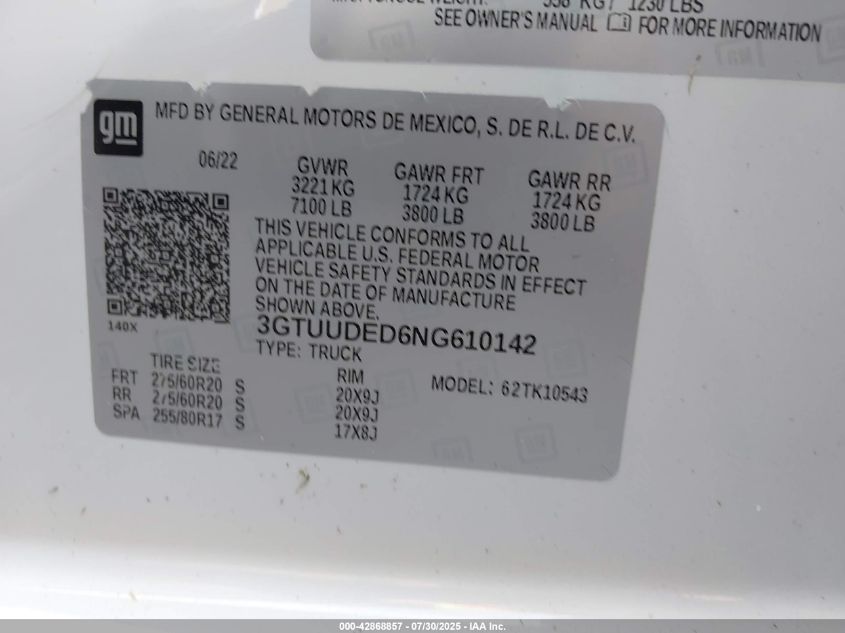 558 KG / 1230 LBS
SEE OWNER'S MANUAL FOR MORE INFORMATION
gm
MFD BY GENERAL MOTORS DE MEXICO, S. DE R.L. DE C.V.
06/22 GVWR GAWR FRT GAWR RR
3221 KG 1724 KG 1724 KG
7100 LB 3800 LB 3800 LB
THIS VEHICLE CONFORMS TO ALL
APPLICABLE U.S. FEDERAL MOTOR
VEHICLE SAFETY STANDARDS IN EFFECT
ON THE DATE OF MANUFACTURE
SHOWN ABOVE.
140X
3GTUUDED6NG610142
TYPE: TRUCK
TIRE SIZE RIM MODEL: 62TK10543
FRT 275/60R20 S 20X9J
RR 275/60R20 S 20X9J
SPA 255/80R17 S 17X8J
000-42868857 - 07/30/2025 - IAA Inc.